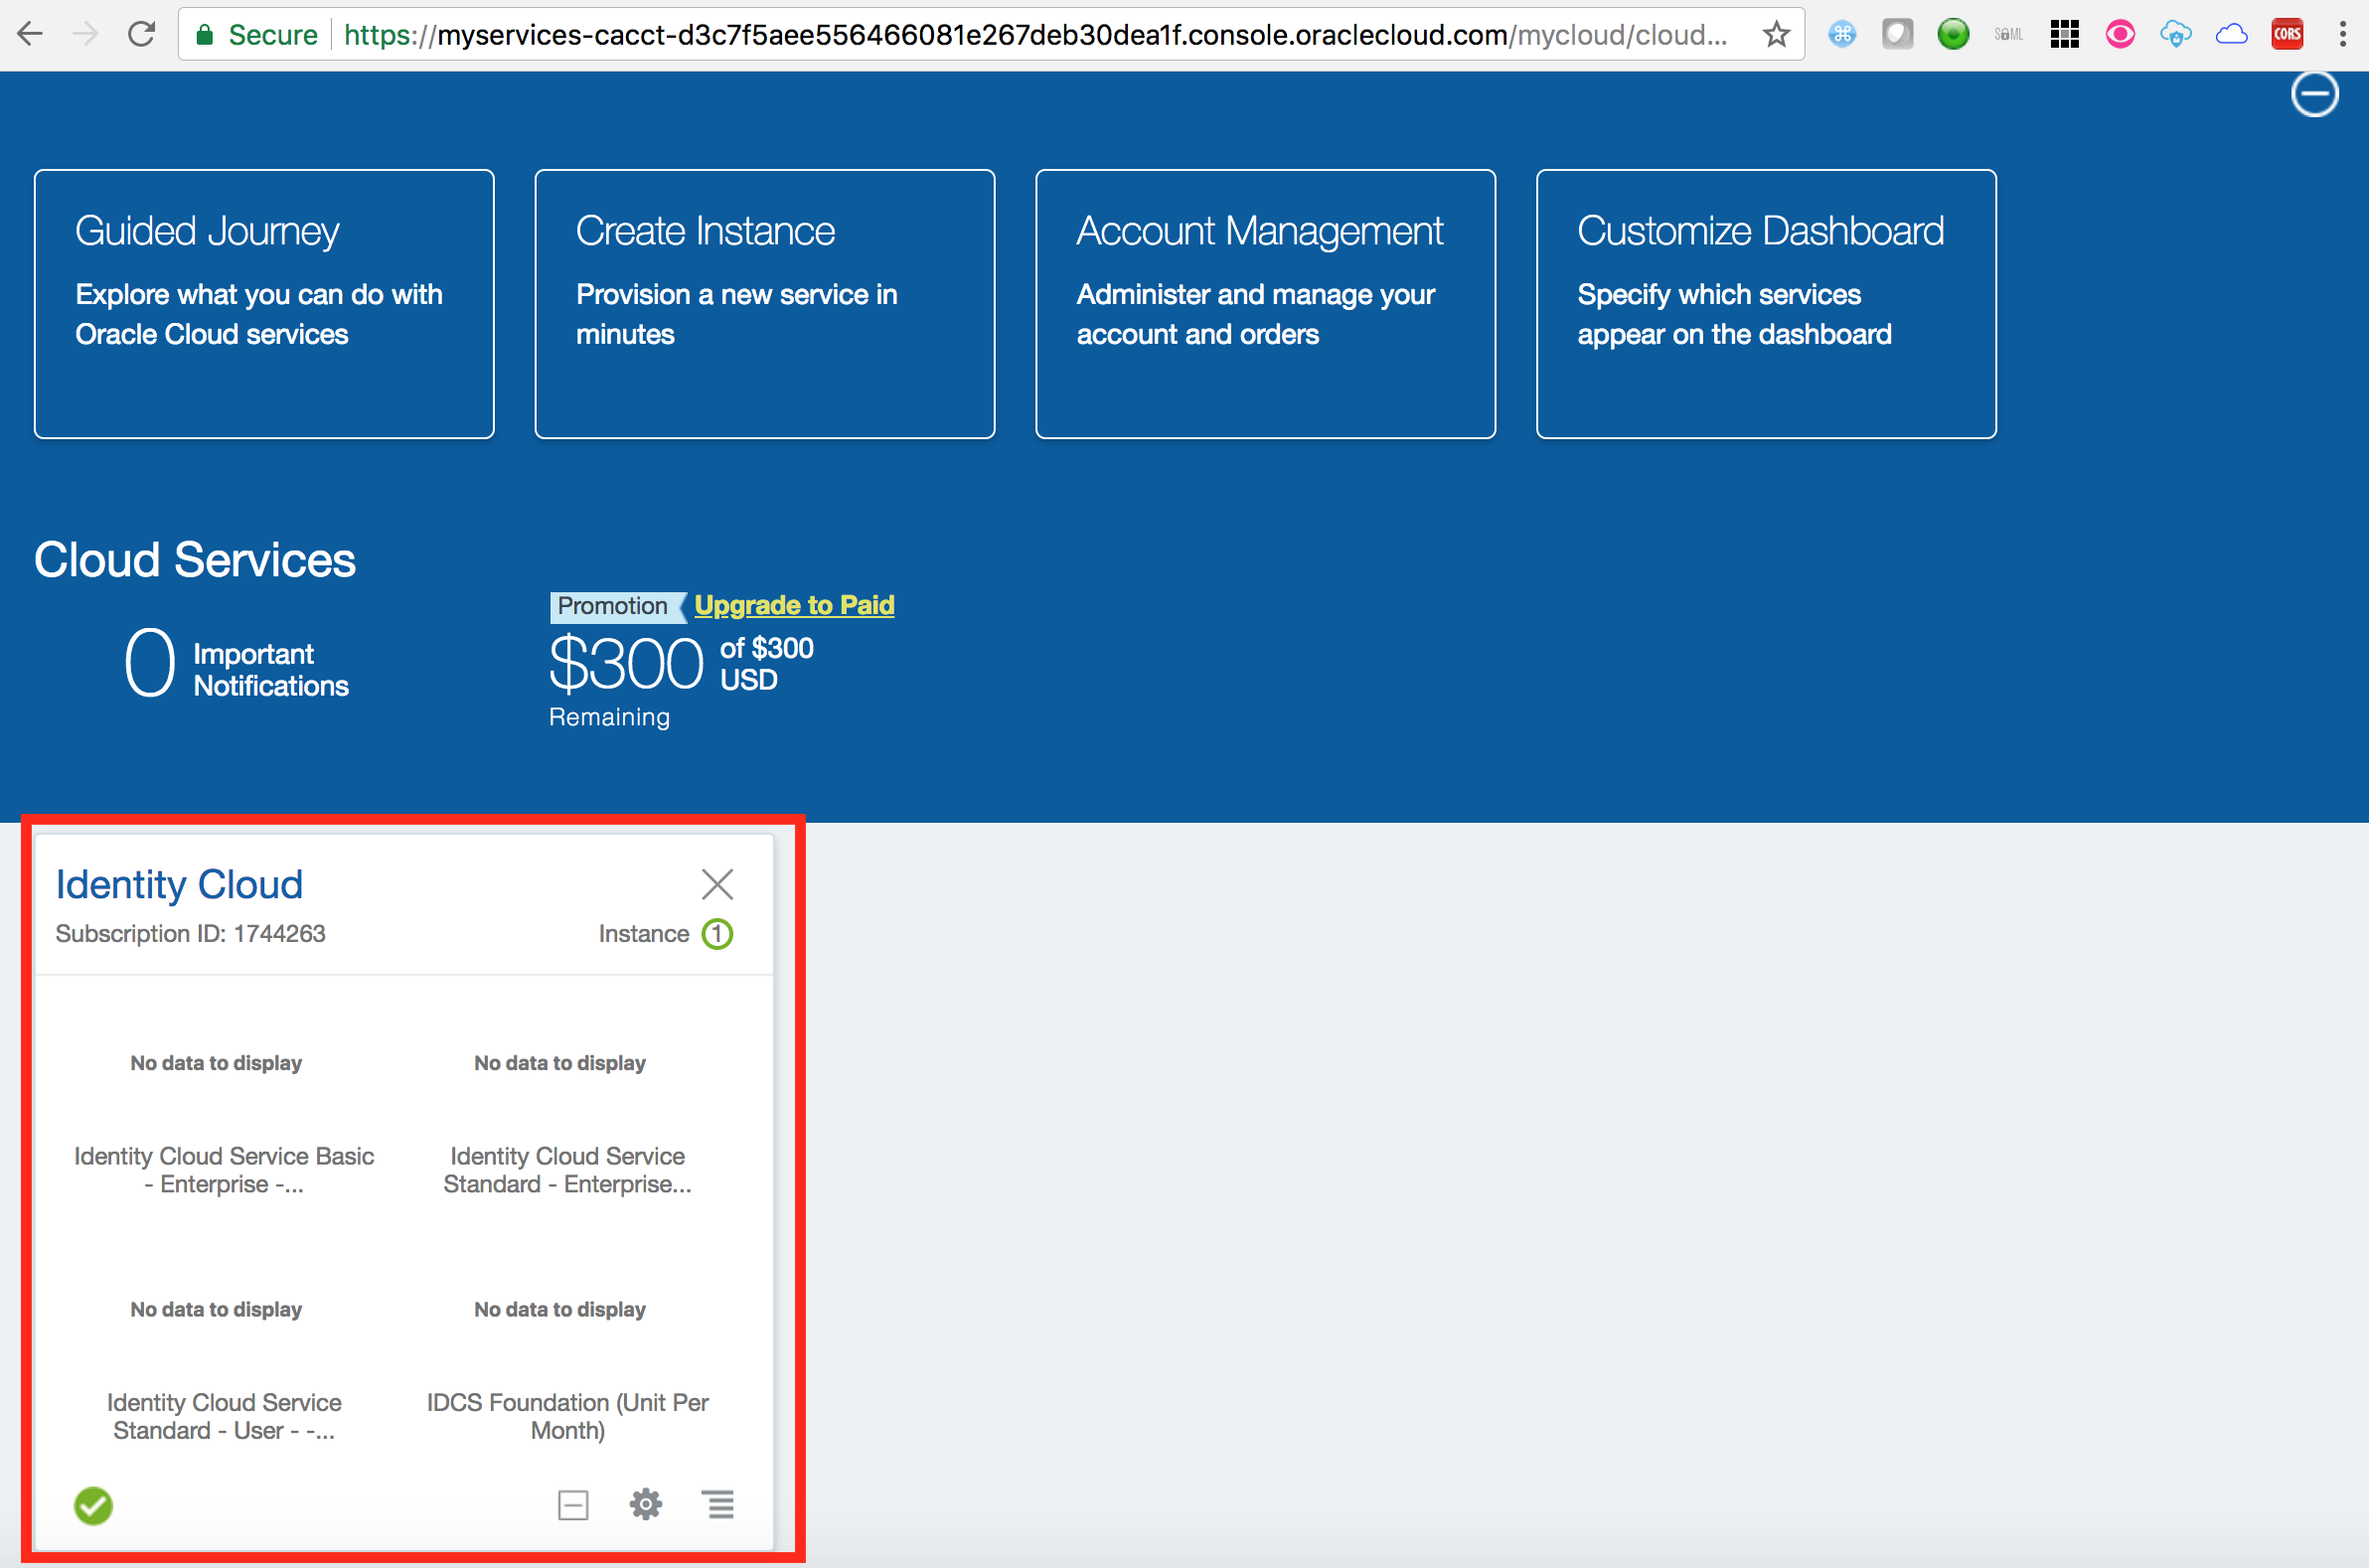 Secure https://myservices-cacct-d3c7f5aee556466081e267deb30dea1f.console.oraclecloud.com/mycloud/cloud...
CORS
Guided Journey
Explore what you can do with
Oracle Cloud services
Create Instance
Provision a new service in
minutes
Account Management
Administer and manage your
account and orders
Customize Dashboard
Specify which services
appear on the dashboard
Cloud Services
0 Important
Notifications
Promotion Upgrade to Paid
$300 of $300
USD
Remaining
Identity Cloud
Subscription ID: 1744263 Instance 1
No data to display No data to display
Identity Cloud Service Basic
- Enterprise -...
Identity Cloud Service
Standard - Enterprise...
No data to display No data to display
Identity Cloud Service
Standard - User - -...
IDCS Foundation (Unit Per
Month)